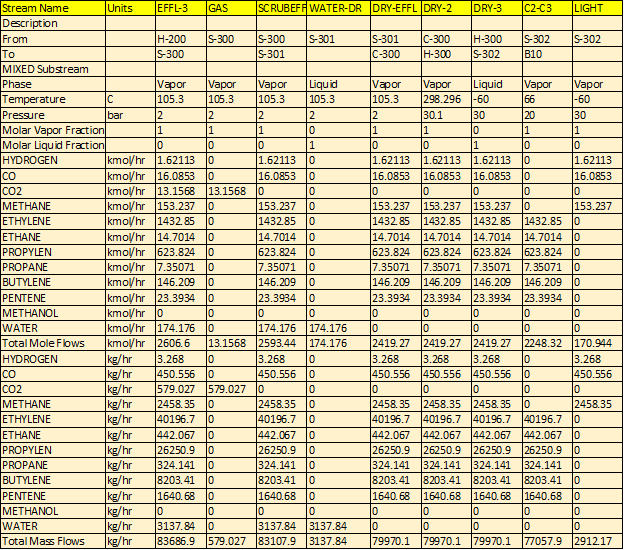 Stream Name Units EFFL-3 GAS SCRUBEFF WATER-DR DRY-EFFL DRY-2 DRY-3 C2-C3 LIGHT
Description
From H-200 S-300 S-300 S-301 S-301 C-300 H-300 S-302 S-302
To S-300 S-301 C-300 H-300 S-302 B10
MIXED Substream
Phase Vapor Vapor Vapor Liquid Vapor Vapor Liquid Vapor Vapor
Temperature C 105.3 105.3 105.3 105.3 105.3 298.296 -60 66 -60
Pressure bar 2 2 2 2 2 30.1 30 20 30
Molar Vapor Fraction 1 1 1 0 1 1 0 1 1
Molar Liquid Fraction 0 0 0 1 0 0 1 0 0
HYDROGEN kmol/hr 1.62113 0 1.62113 0 1.62113 1.62113 1.62113 0 1.62113
CO kmol/hr 16.0853 0 16.0853 0 16.0853 16.0853 16.0853 0 16.0853
CO2 kmol/hr 13.1568 13.1568 0 0 0 0 0 0 0
METHANE kmol/hr 153.237 0 153.237 0 153.237 153.237 153.237 0 153.237
ETHYLENE kmol/hr 1432.85 0 1432.85 0 1432.85 1432.85 1432.85 1432.85 0
ETHANE kmol/hr 14.7014 0 14.7014 0 14.7014 14.7014 14.7014 14.7014 0
PROPYLEN kmol/hr 623.824 0 623.824 0 623.824 623.824 623.824 623.824 0
PROPANE kmol/hr 7.35071 0 7.35071 0 7.35071 7.35071 7.35071 7.35071 0
BUTYLENE kmol/hr 146.209 0 146.209 0 146.209 146.209 146.209 146.209 0
PENTENE kmol/hr 23.3934 0 23.3934 0 23.3934 23.3934 23.3934 23.3934 0
METHANOL kmol/hr 0 0 0 0 0 0 0 0 0
WATER kmol/hr 174.176 0 174.176 174.176 0 0 0 0 0
Total Mole Flows kmol/hr 2606.6 13.1568 2593.44 174.176 2419.27 2419.27 2419.27 2248.32 170.944
HYDROGEN kg/hr 3.268 0 3.268 0 3.268 3.268 3.268 0 3.268
CO kg/hr 450.556 0 450.556 0 450.556 450.556 450.556 0 450.556
CO2 kg/hr 579.027 579.027 0 0 0 0 0 0 0
METHANE kg/hr 2458.35 0 2458.35 0 2458.35 2458.35 2458.35 0 2458.35
ETHYLENE kg/hr 40196.7 0 40196.7 0 40196.7 40196.7 40196.7 40196.7 0
ETHANE kg/hr 442.067 0 442.067 0 442.067 442.067 442.067 442.067 0
PROPYLEN kg/hr 26250.9 0 26250.9 0 26250.9 26250.9 26250.9 26250.9 0
PROPANE kg/hr 324.141 0 324.141 0 324.141 324.141 324.141 324.141 0
BUTYLENE kg/hr 8203.41 0 8203.41 0 8203.41 8203.41 8203.41 8203.41 0
PENTENE kg/hr 1640.68 0 1640.68 0 1640.68 1640.68 1640.68 1640.68 0
METHANOL kg/hr 0 0 0 0 0 0 0 0 0
WATER kg/hr 3137.84 0 3137.84 3137.84 0 0 0 0 0
Total Mass Flows kg/hr 83686.9 579.027 83107.9 3137.84 79970.1 79970.1 79970.1 77057.9 2912.17